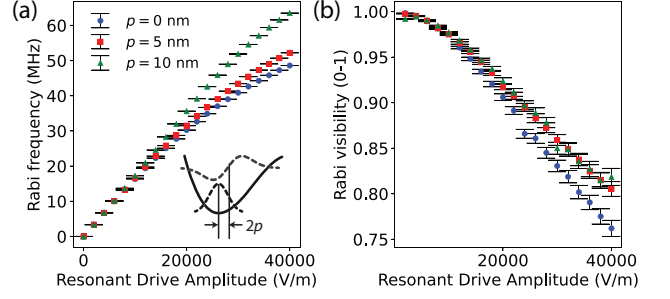 (a)
Rabi frequency (MHz)
60
50
40
30
20
10
0
p = 0 nm
p = 5 nm
p = 10 nm
2p
0
20000
40000
Resonant Drive Amplitude (V/m)
(b)
Rabi visibility (0-1)
1.00
0.95
0.90
0.85
0.80
0.75
20000
40000
Resonant Drive Amplitude (V/m)